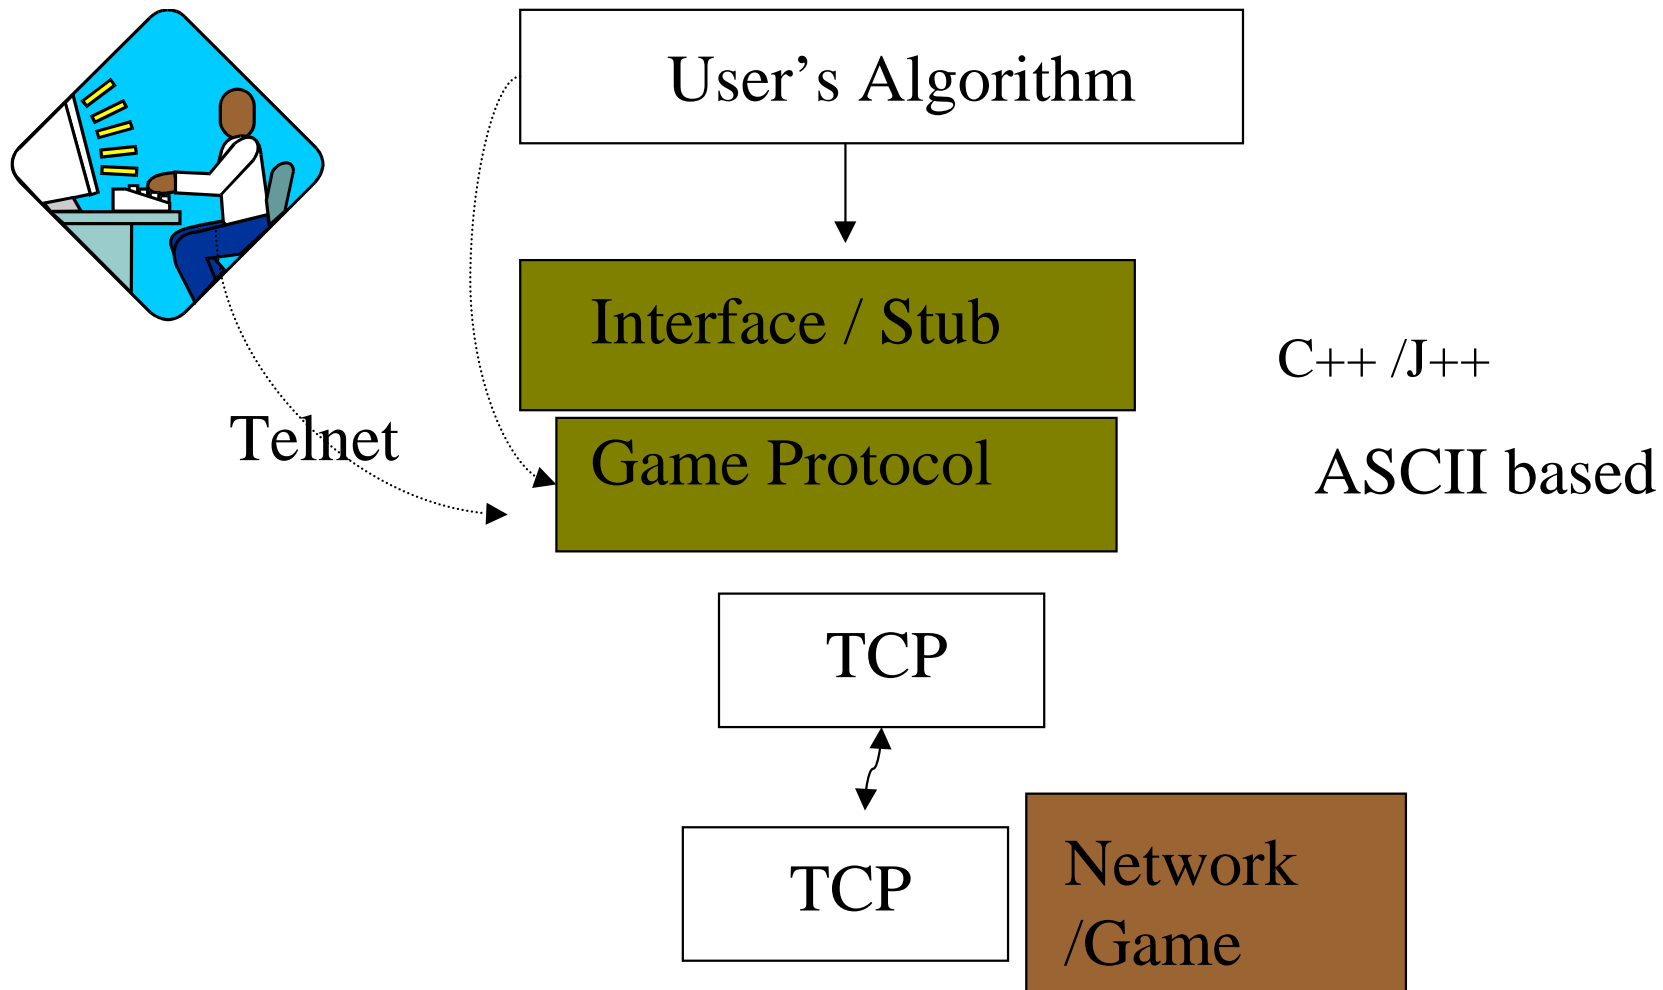 User’s Algorithm
Interface / Stub
C++ /J++
Telnet
Game Protocol
ASCII based
TCP
TCP
Network
/Game